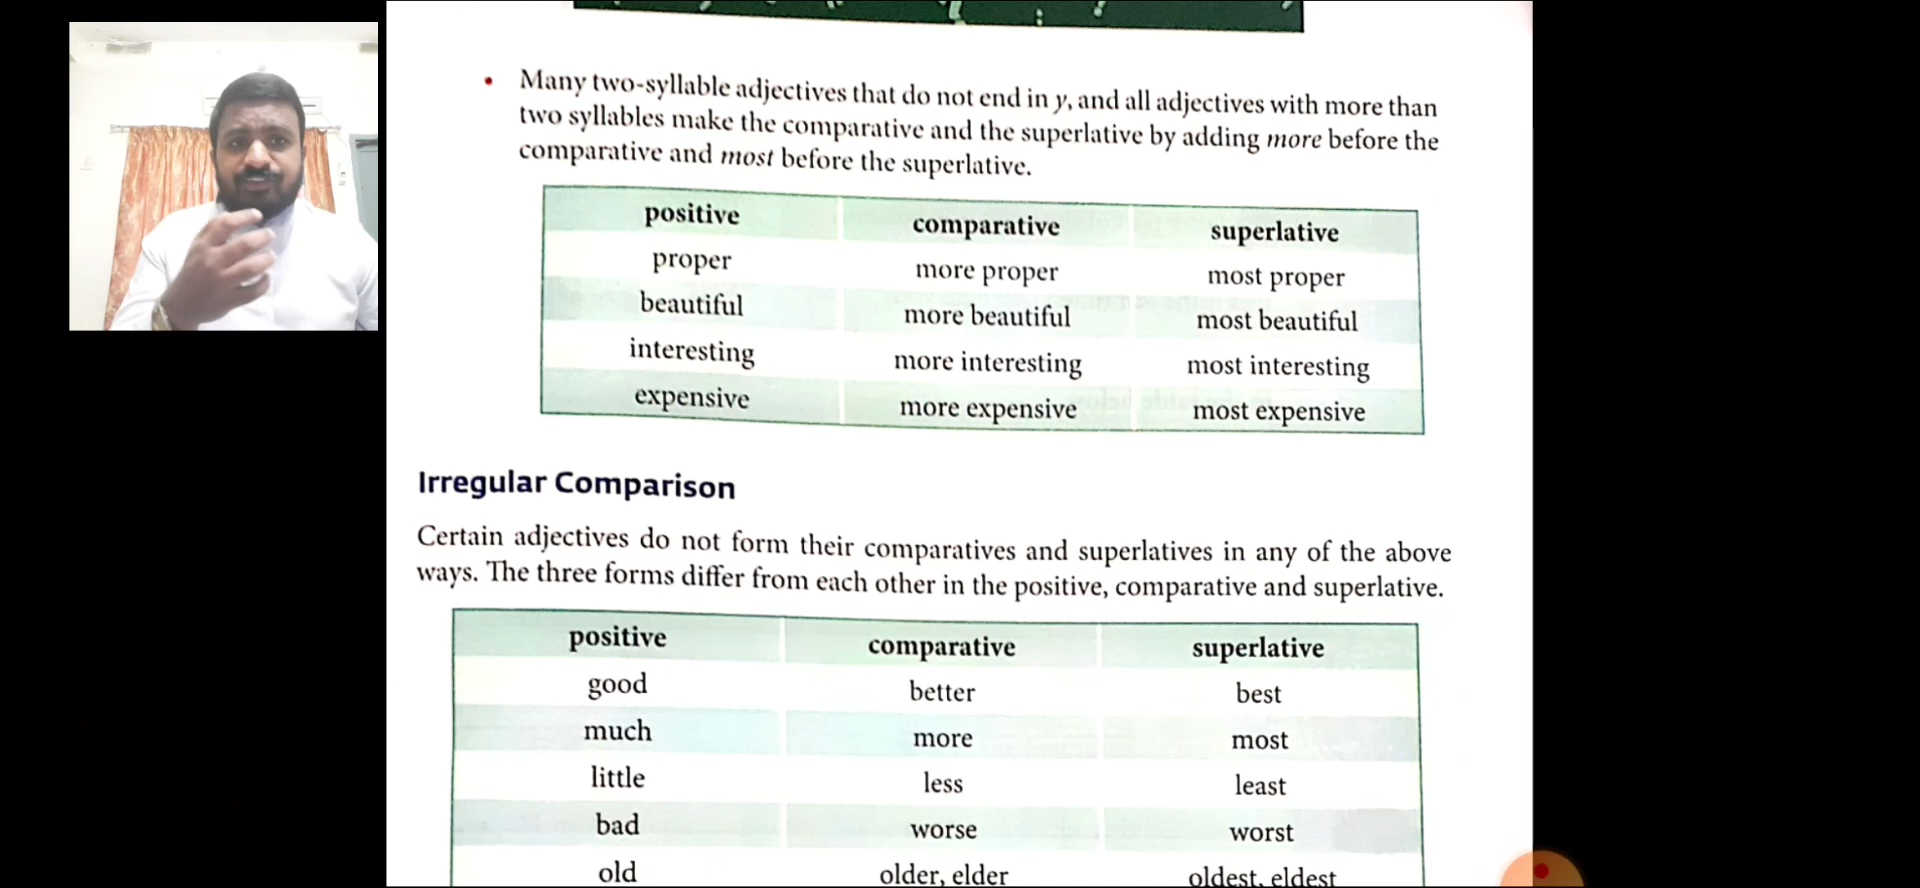 Many two-syllable adjectives that do not end in y, and all adjectives with more than
two syllables make the comparative and the superlative by adding more before the
comparative and most before the superlative.
positive comparative superlative
proper more proper most proper
beautiful more beautiful most beautiful
interesting more interesting most interesting
expensive more expensive most expensive
Irregular Comparison
Certain adjectives do not form their comparatives and superlatives in any of the above
ways. The three forms differ from each other in the positive, comparative and superlative.
positive comparative superlative
good better best
much more most
little less least
bad worse worst
old older, elder oldest, eldest